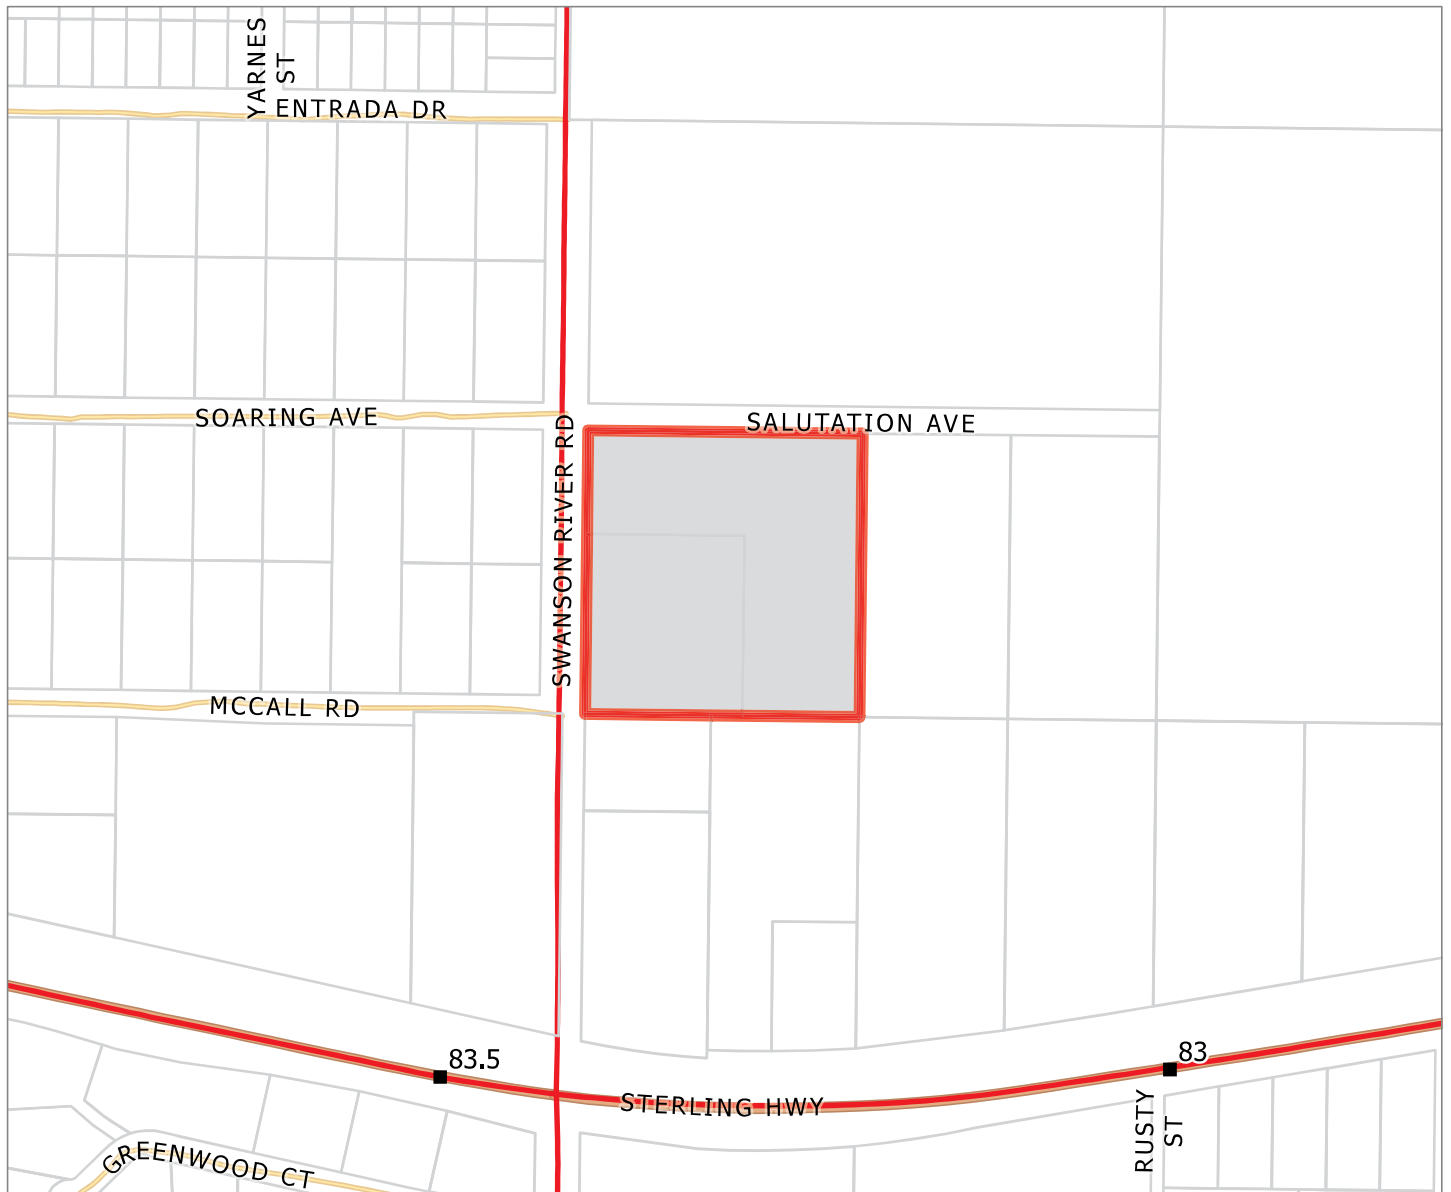 YARNES
ST
ENTRADA DR
SOARING AVE
SALUTATION AVE
SWANSON RIVER RD
MCCALL RD
83.5
83
STERLING HWY
RUSTY
ST
GREENWOOD CT